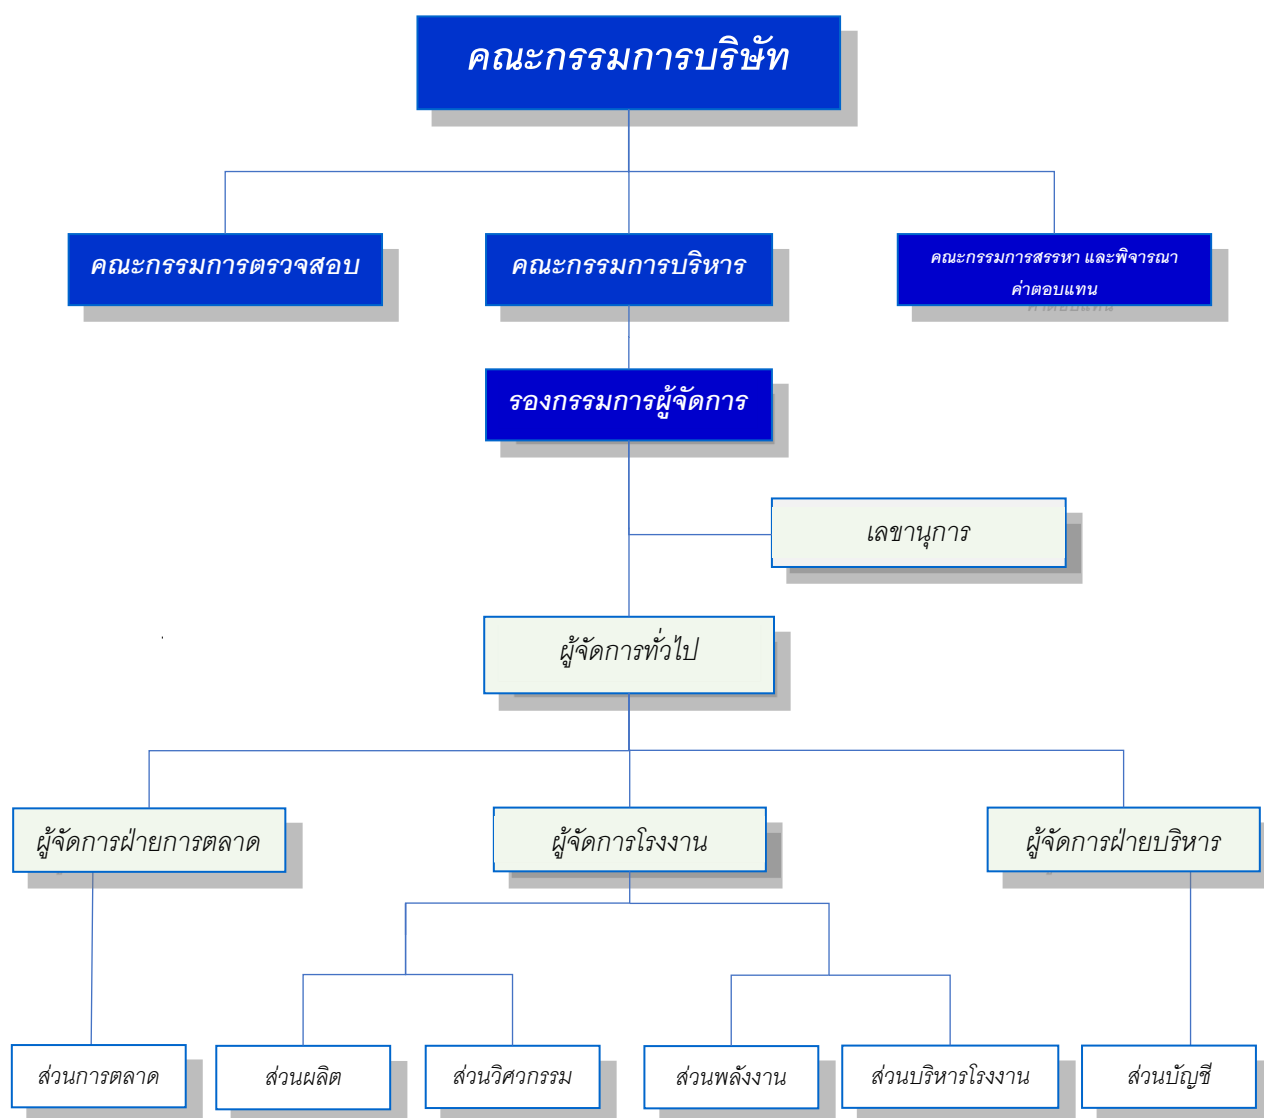 คณะกรรมการบริษัท
คณะกรรมการตรวจสอบ
คณะกรรมการบริหาร
คณะกรรมการสรรหา และพิจารณา
ค่าตอบแทน
รองกรรมการผู้จัดการ
เลขานุการ
ผู้จัดการทั่วไป
ผู้จัดการฝ่ายการตลาด
ผู้จัดการโรงงาน
ผู้จัดการฝ่ายบริหาร
ส่วนการตลาด
ส่วนผลิต
ส่วนวิศวกรรม
ส่วนพลังงาน
ส่วนบริหารโรงงาน
ส่วนบัญชี